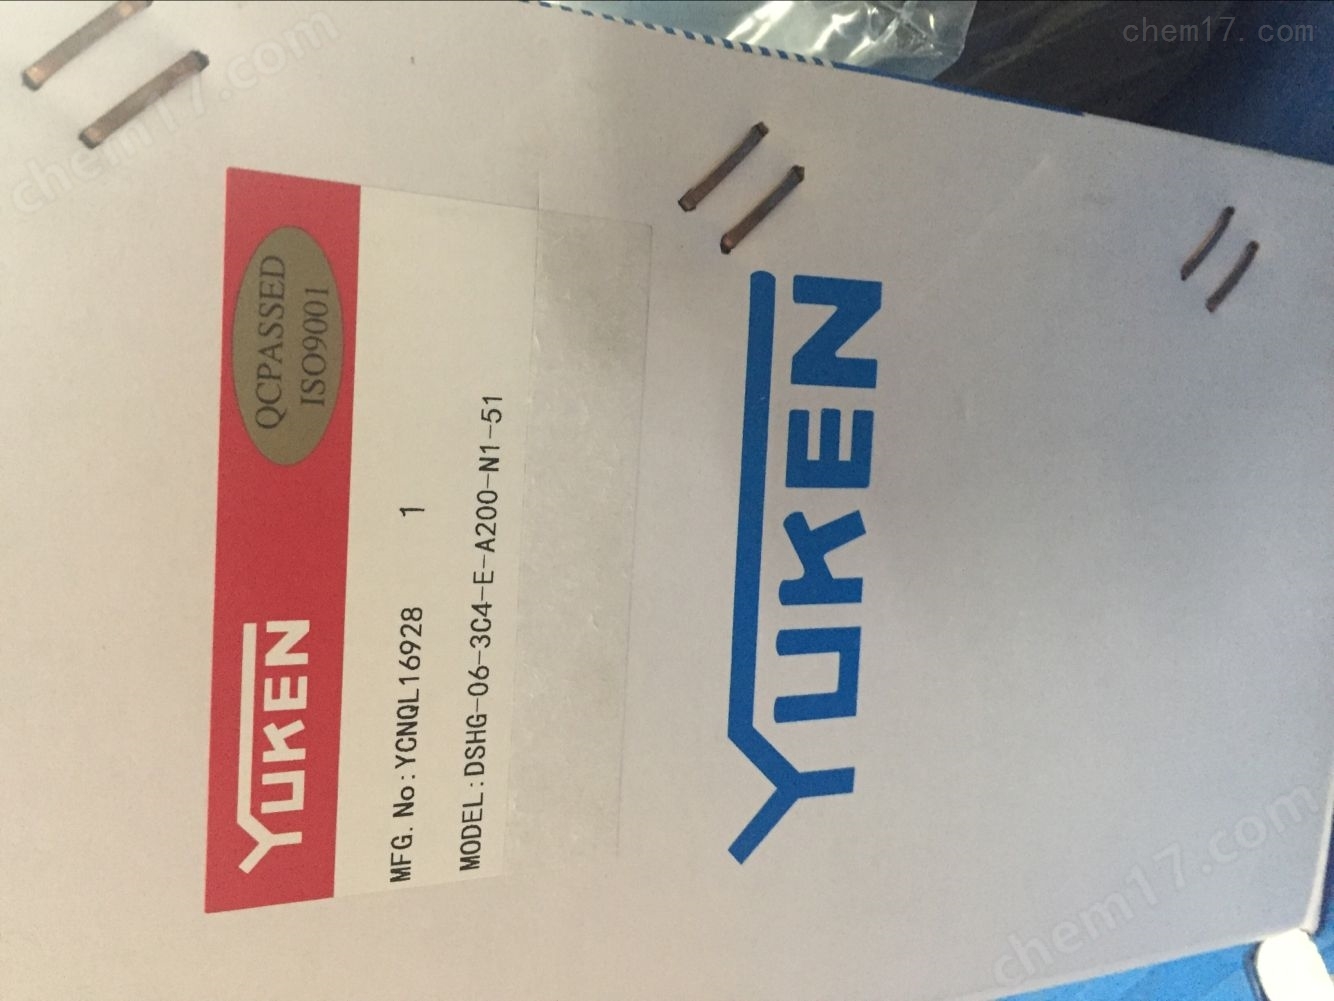 YUKEN
QCPASSED
ISO9001
MFG.No:YCNQL16928 1
MODEL:DSHG-06-3C4-E-A200-N1-51
YUKEN
chem17.com
chem17.com
chem17.com